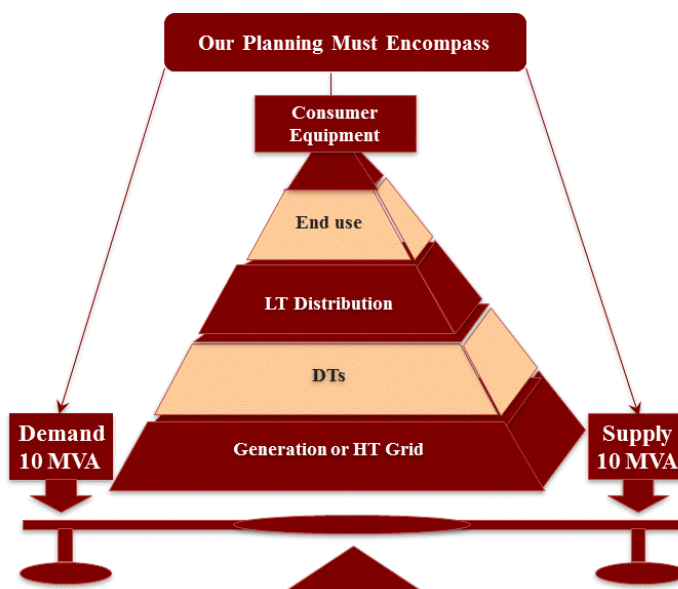 Our Planning Must Encompass
Consumer
Equipment
End use
LT Distribution
DTs
Generation or HT Grid
Demand
10 MVA
Supply
10 MVA